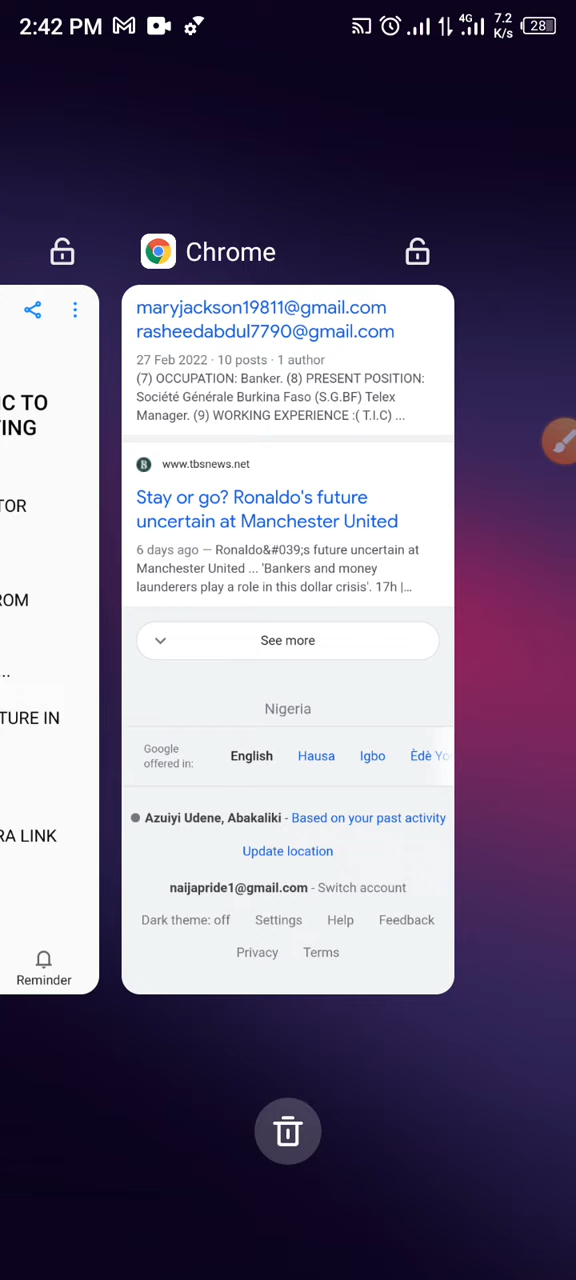 2:42 PM
4G 7.2 K/s 28
Chrome
C TO
ING
TOR
ROM
...
TURE IN
RA LINK
Reminder
maryjackson19811@gmail.com
rasheedabdul7790@gmail.com
27 Feb 2022 · 10 posts · 1 author
(7) OCCUPATION: Banker. (8) PRESENT POSITION:
Société Générale Burkina Faso (S.G.BF) Telex
Manager. (9) WORKING EXPERIENCE :( T.I.C) ...
www.tbsnews.net
Stay or go? Ronaldo's future
uncertain at Manchester United
6 days ago — Ronaldo&#039;s future uncertain at
Manchester United ... 'Bankers and money
launderers play a role in this dollar crisis'. 17h |...
See more
Nigeria
Google
offered in:
English Hausa Igbo Èdè Yo
Azuiyi Udene, Abakaliki - Based on your past activity
Update location
naijapride1@gmail.com - Switch account
Dark theme: off Settings Help Feedback
Privacy Terms